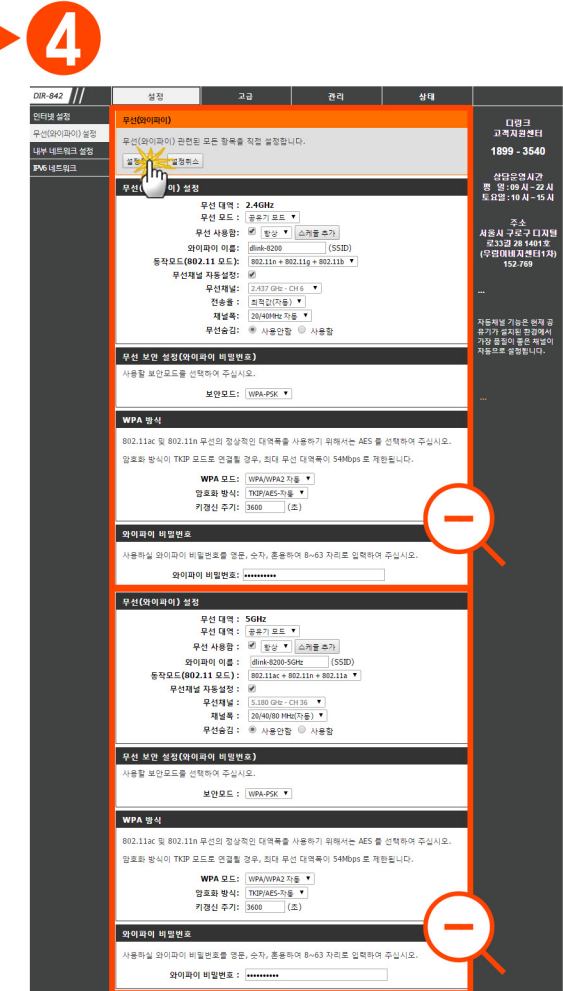 4
DIR-842
설정 고급 관리 상태
인터넷 설정
무선(와이파이) 설정
내부 네트워크 설정
IPV6 네트워크
무선(와이파이)
무선(와이파이) 관련된 모든 항목을 직접 설정합니다.
설정 설정취소
무선( 이) 설정
무선 대역 : 2.4GHz
무선 모드 : 공유기 모드
무선 사용함: 항상 스케줄 추가
와이파이 이름: dlink-8200 (SSID)
동작모드(802.11 모드): 802.11n + 802.11g + 802.11b
무선채널 자동설정:
무선채널: 2.437 GHz - CH 6
전송율 : 최적값(자동)
채널폭: 20/40MHz 자동
무선숨김: 사용안함 사용함
무선 보안 설정(와이파이 비밀번호)
사용할 보안모드를 선택하여 주십시오.
보안모드: WPA-PSK
WPA 방식
802.11ac 및 802.11n 무선의 정상적인 대역폭을 사용하기 위해서는 AES 를 선택하여 주십시오.
암호화 방식이 TKIP 모드로 연결될 경우, 최대 무선 대역폭이 54Mbps 로 제한됩니다.
WPA 모드: WPA/WPA2 자동
암호화 방식: TKIP/AES-자동
키갱신 주기: 3600 (초)
와이파이 비밀번호
사용하실 와이파이 비밀번호를 영문, 숫자, 혼용하여 8~63 자리로 입력하여 주십시오.
와이파이 비밀번호: ••••••••••
무선(와이파이) 설정
무선 대역 : 5GHz
무선 대역 : 공유기 모드
무선 사용함 : 항상 스케줄 추가
와이파이 이름 : dlink-8200-5GHz (SSID)
동작모드(802.11 모드) : 802.11ac + 802.11n + 802.11a
무선채널 자동설정 :
무선채널 : 5.180 GHz - CH 36
채널폭 : 20/40/80 MHz(자동)
무선숨김 : 사용안함 사용함
무선 보안 설정(와이파이 비밀번호)
사용할 보안모드를 선택하여 주십시오.
보안모드 : WPA-PSK
WPA 방식
802.11ac 및 802.11n 무선의 정상적인 대역폭을 사용하기 위해서는 AES 를 선택하여 주십시오.
암호화 방식이 TKIP 모드로 연결될 경우, 최대 무선 대역폭이 54Mbps 로 제한됩니다.
WPA 모드: WPA/WPA2 자동
암호화 방식: TKIP/AES-자동
키갱신 주기: 3600 (초)
와이파이 비밀번호
사용하실 와이파이 비밀번호를 영문, 숫자, 혼용하여 8~63 자리로 입력하여 주십시오.
와이파이 비밀번호 : ••••••••••
디링크
고객지원센터
1899 - 3540
상담운영시간
평 일 : 09 시 ~ 22 시
토요일 : 10 시 ~ 15 시
주소
서울시 구로구 디지털
로33길 28 1401호
(우림이비지센터1차)
152-769
...
자동채널 기능은 현재 공
유기가 설치된 환경에서
가장 품질이 좋은 채널이
자동으로 설정됩니다.
...